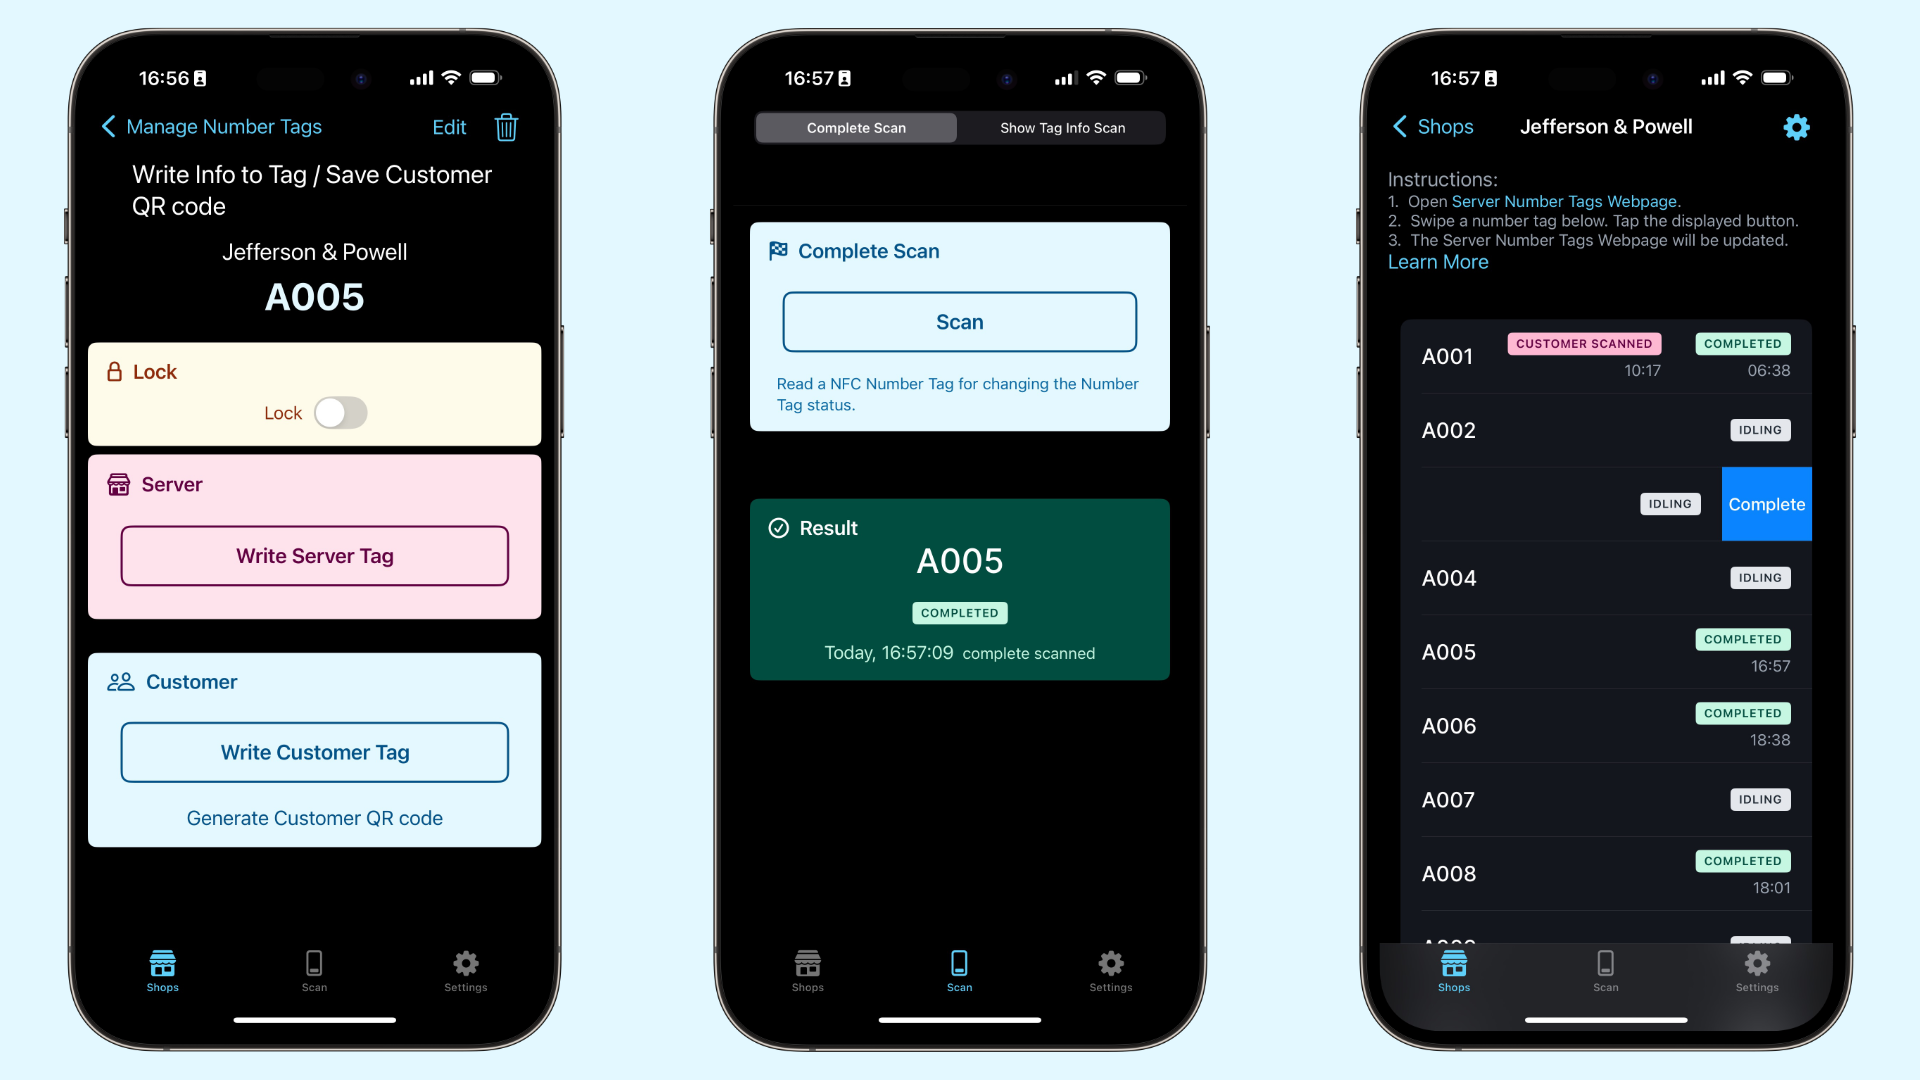 16:56
Manage Number Tags
Edit
Write Info to Tag / Save Customer
QR code
Jefferson & Powell
A005
Lock
Lock
Server
Write Server Tag
Customer
Write Customer Tag
Generate Customer QR code
Shops
Scan
Settings
16:57
Complete Scan
Show Tag Info Scan
Complete Scan
Scan
Read a NFC Number Tag for changing the Number
Tag status.
Result
A005
COMPLETED
Today, 16:57:09 complete scanned
Shops
Scan
Settings
16:57
Shops
Jefferson & Powell
Instructions:
1. Open Server Number Tags Webpage.
2. Swipe a number tag below. Tap the displayed button.
3. The Server Number Tags Webpage will be updated.
Learn More
A001
CUSTOMER SCANNED
COMPLETED
10:17
06:38
A002
IDLING
IDLING
Complete
A004
IDLING
A005
COMPLETED
16:57
A006
COMPLETED
18:38
A007
IDLING
A008
COMPLETED
18:01
Shops
Scan
Settings